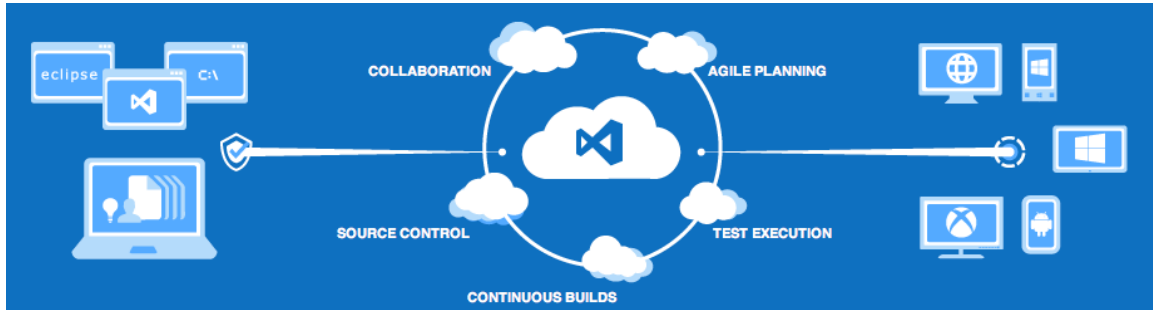 eclipse
C:\
COLLABORATION
AGILE PLANNING
SOURCE CONTROL
TEST EXECUTION
CONTINUOUS BUILDS